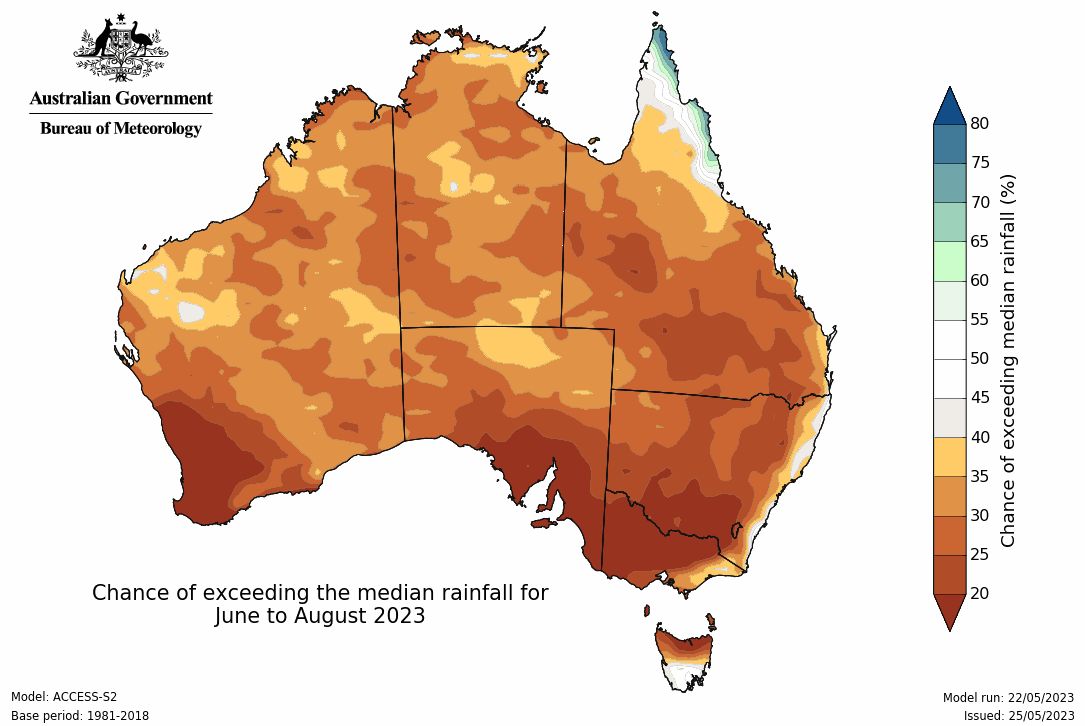 AUSTRALIA
Australian Government
Bureau of Meteorology
80
75
70
65
60
55
50
45
40
35
30
25
20
Chance of exceeding median rainfall (%)
Chance of exceeding the median rainfall for
June to August 2023
Model: ACCESS-S2
Base period: 1981-2018
Model run: 22/05/2023
Issued: 25/05/2023